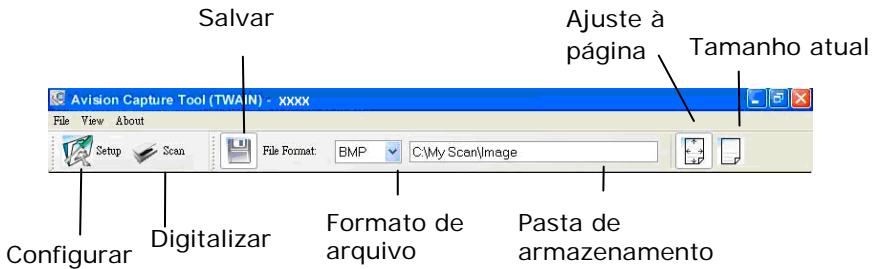 Salvar
Ajuste à
página
Tamanho atual
Avision Capture Tool (TWAIN) - xxxx
File View About
Setup Scan File Format: BMP C:\My Scan\Image
Configurar
Digitalizar
Formato de
arquivo
Pasta de
armazenamento